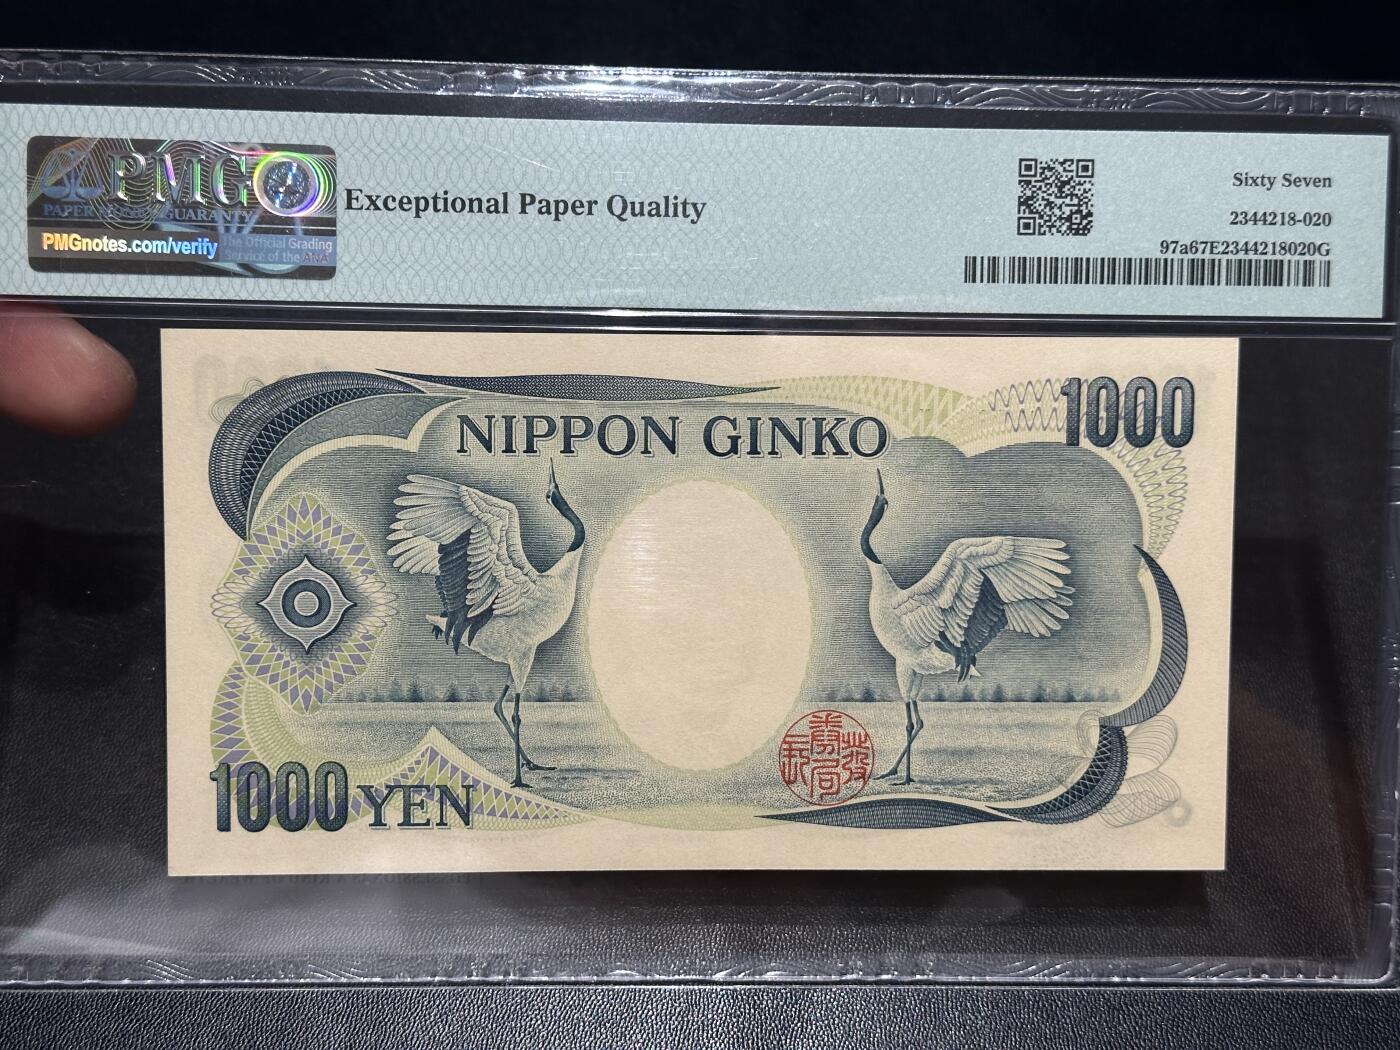 PMG
PAPER MONEY GUARANTY
PMGnotes.com/verify
The Official Grading
Service of the ANA
Exceptional Paper Quality
Sixty Seven
2344218-020
97a67E2344218020G
1000
NIPPON GINKO
1000 YEN